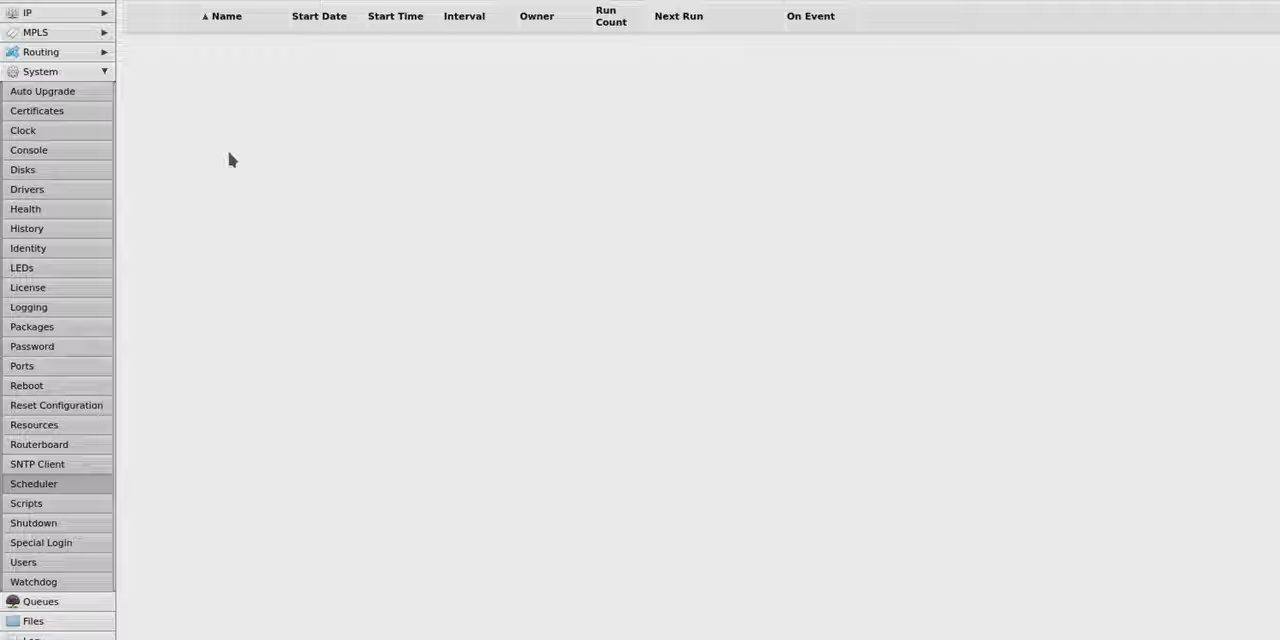 IP
MPLS
Routing
System
Auto Upgrade
Certificates
Clock
Console
Disks
Drivers
Health
History
Identity
LEDs
License
Logging
Packages
Password
Ports
Reboot
Reset Configuration
Resources
Routerboard
SNTP Client
Scheduler
Scripts
Shutdown
Special Login
Users
Watchdog
Queues
Files
▲ Name Start Date Start Time Interval Owner Run Count Next Run On Event